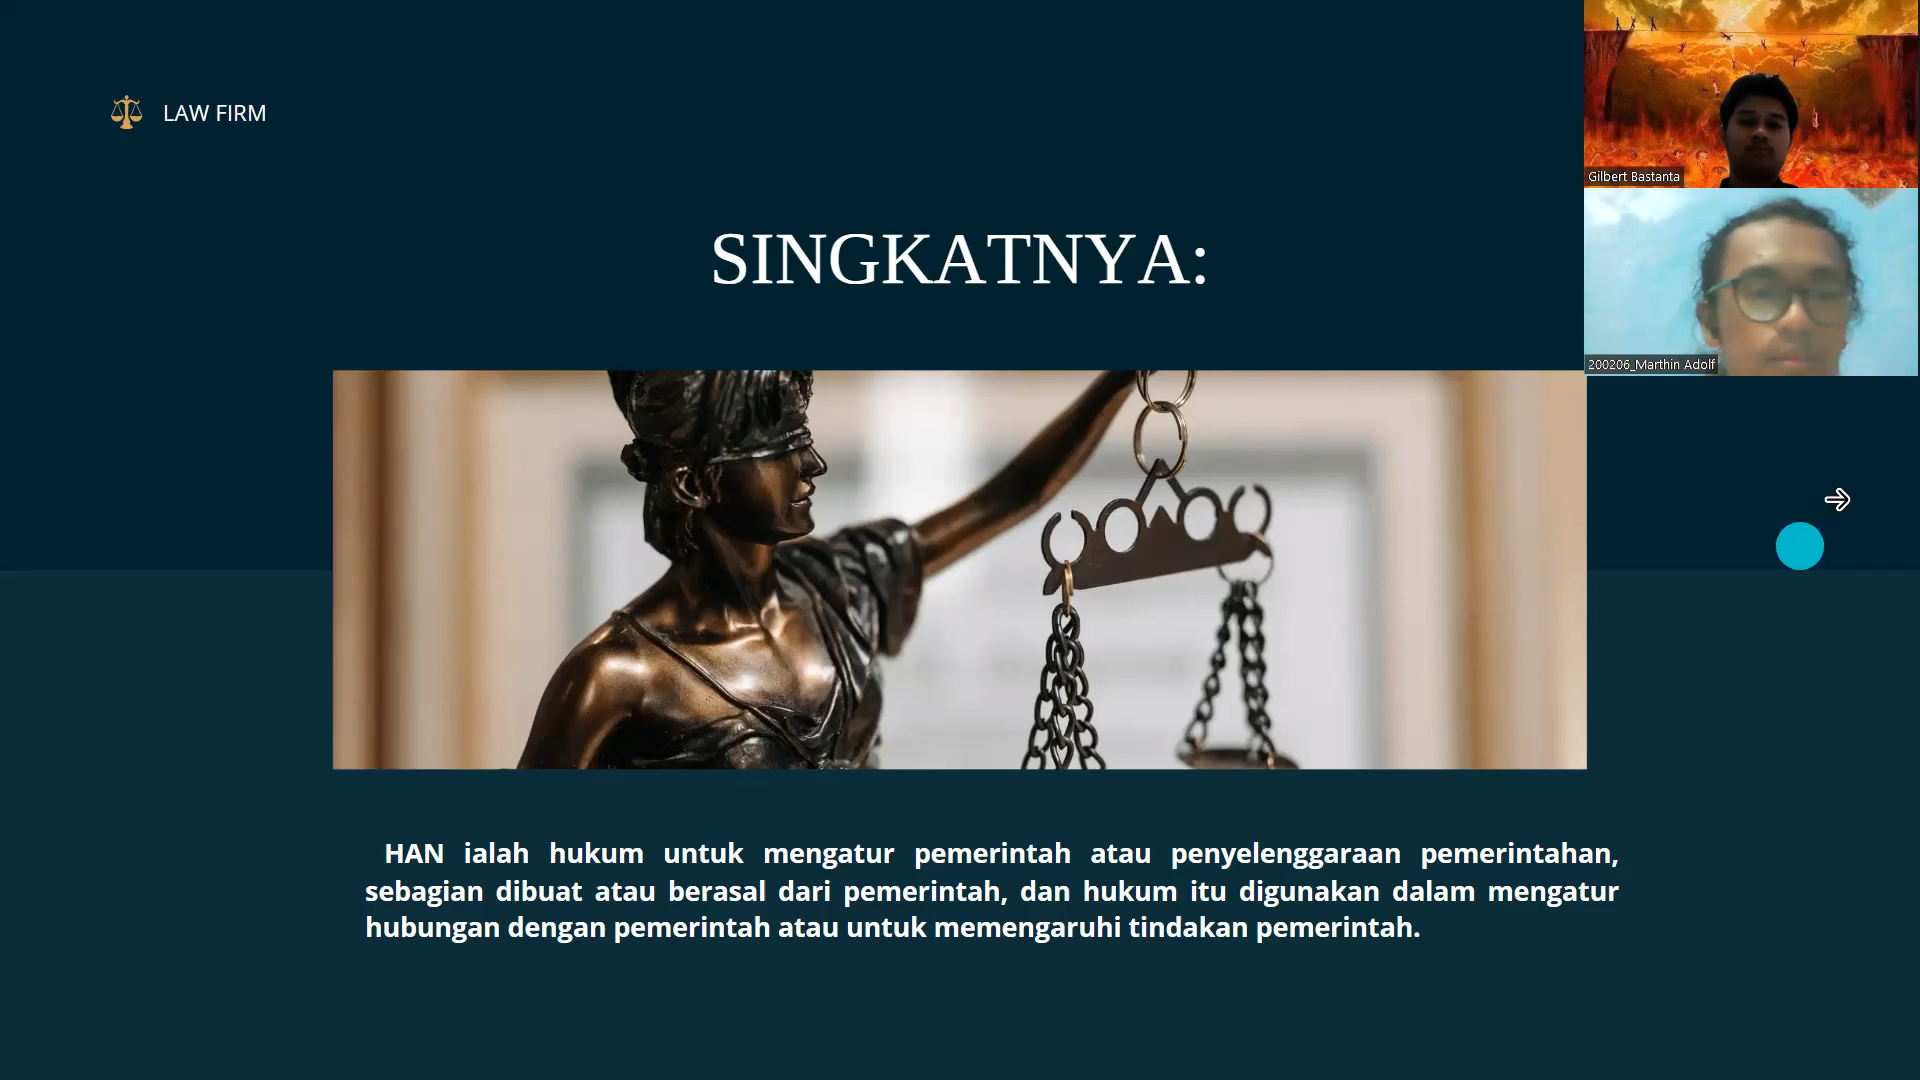 LAW FIRM
Gilbert Bastanta
SINGKATNYA:
200206_Marthin Adolf
HAN ialah hukum untuk mengatur pemerintah atau penyelenggaraan pemerintahan,
sebagian dibuat atau berasal dari pemerintah, dan hukum itu digunakan dalam mengatur
hubungan dengan pemerintah atau untuk memengaruhi tindakan pemerintah.